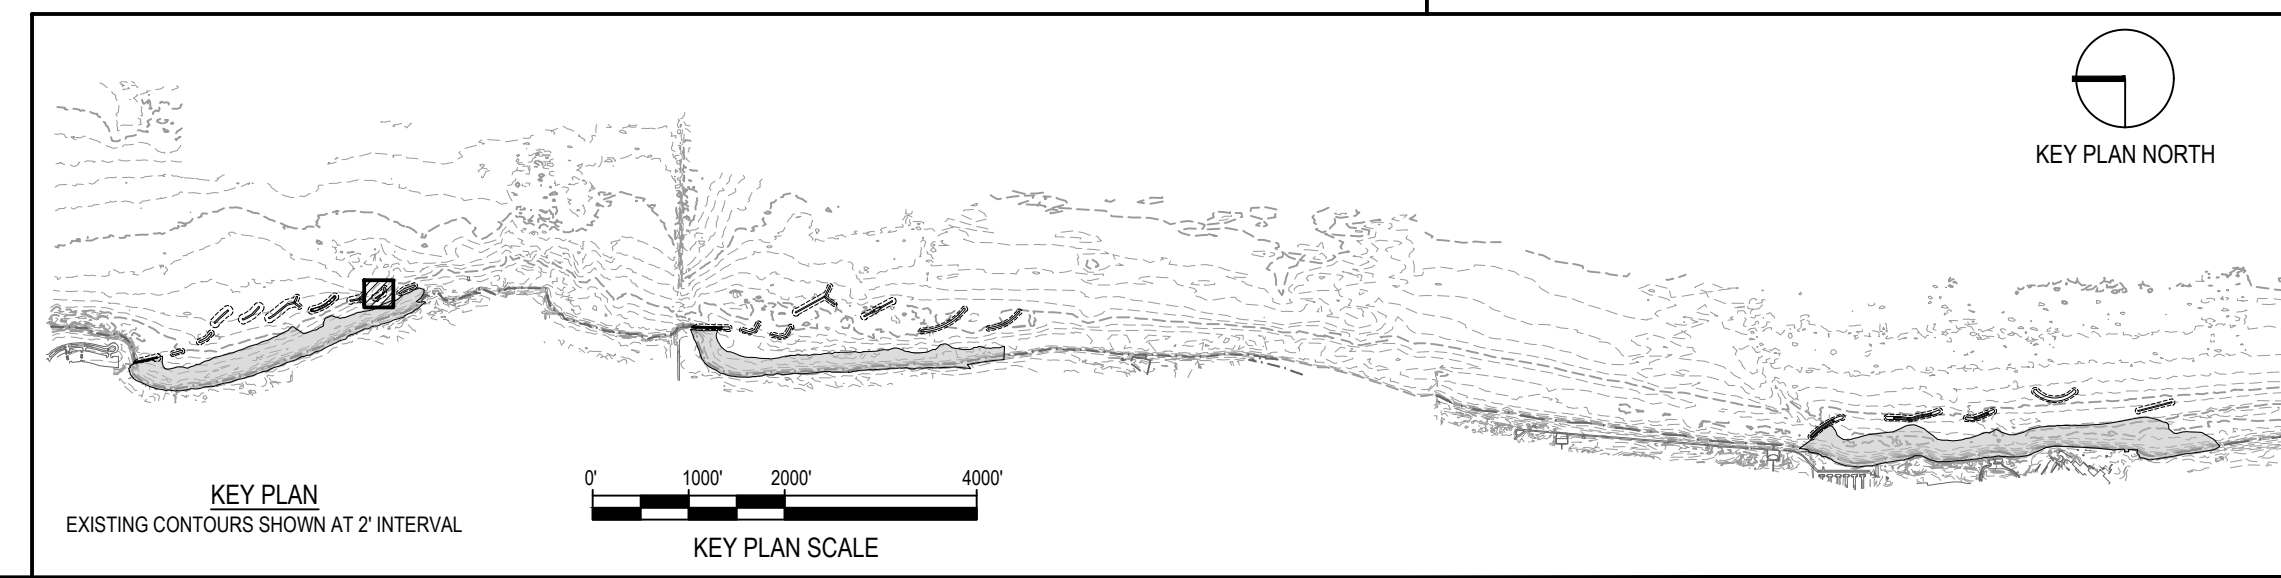 KEY PLAN NORTH
0' 1000' 2000' 4000'
KEY PLAN
EXISTING CONTOURS SHOWN AT 2' INTERVAL
KEY PLAN SCALE